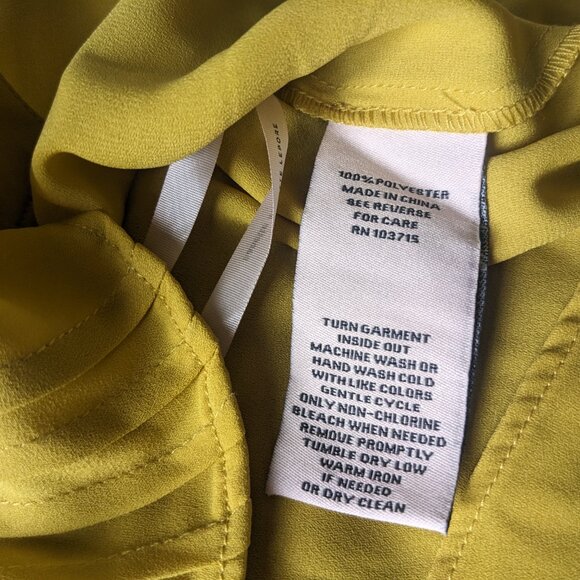 LEPORE
100% POLYESTER
MADE IN CHINA
SEE REVERSE
FOR CARE
RN 103715
TURN GARMENT
INSIDE OUT
MACHINE WASH OR
HAND WASH COLD
WITH LIKE COLORS
GENTLE CYCLE
ONLY NON-CHLORINE
BLEACH WHEN NEEDED
REMOVE PROMPTLY
TUMBLE DRY LOW
WARM IRON
IF NEEDED
OR DRY CLEAN